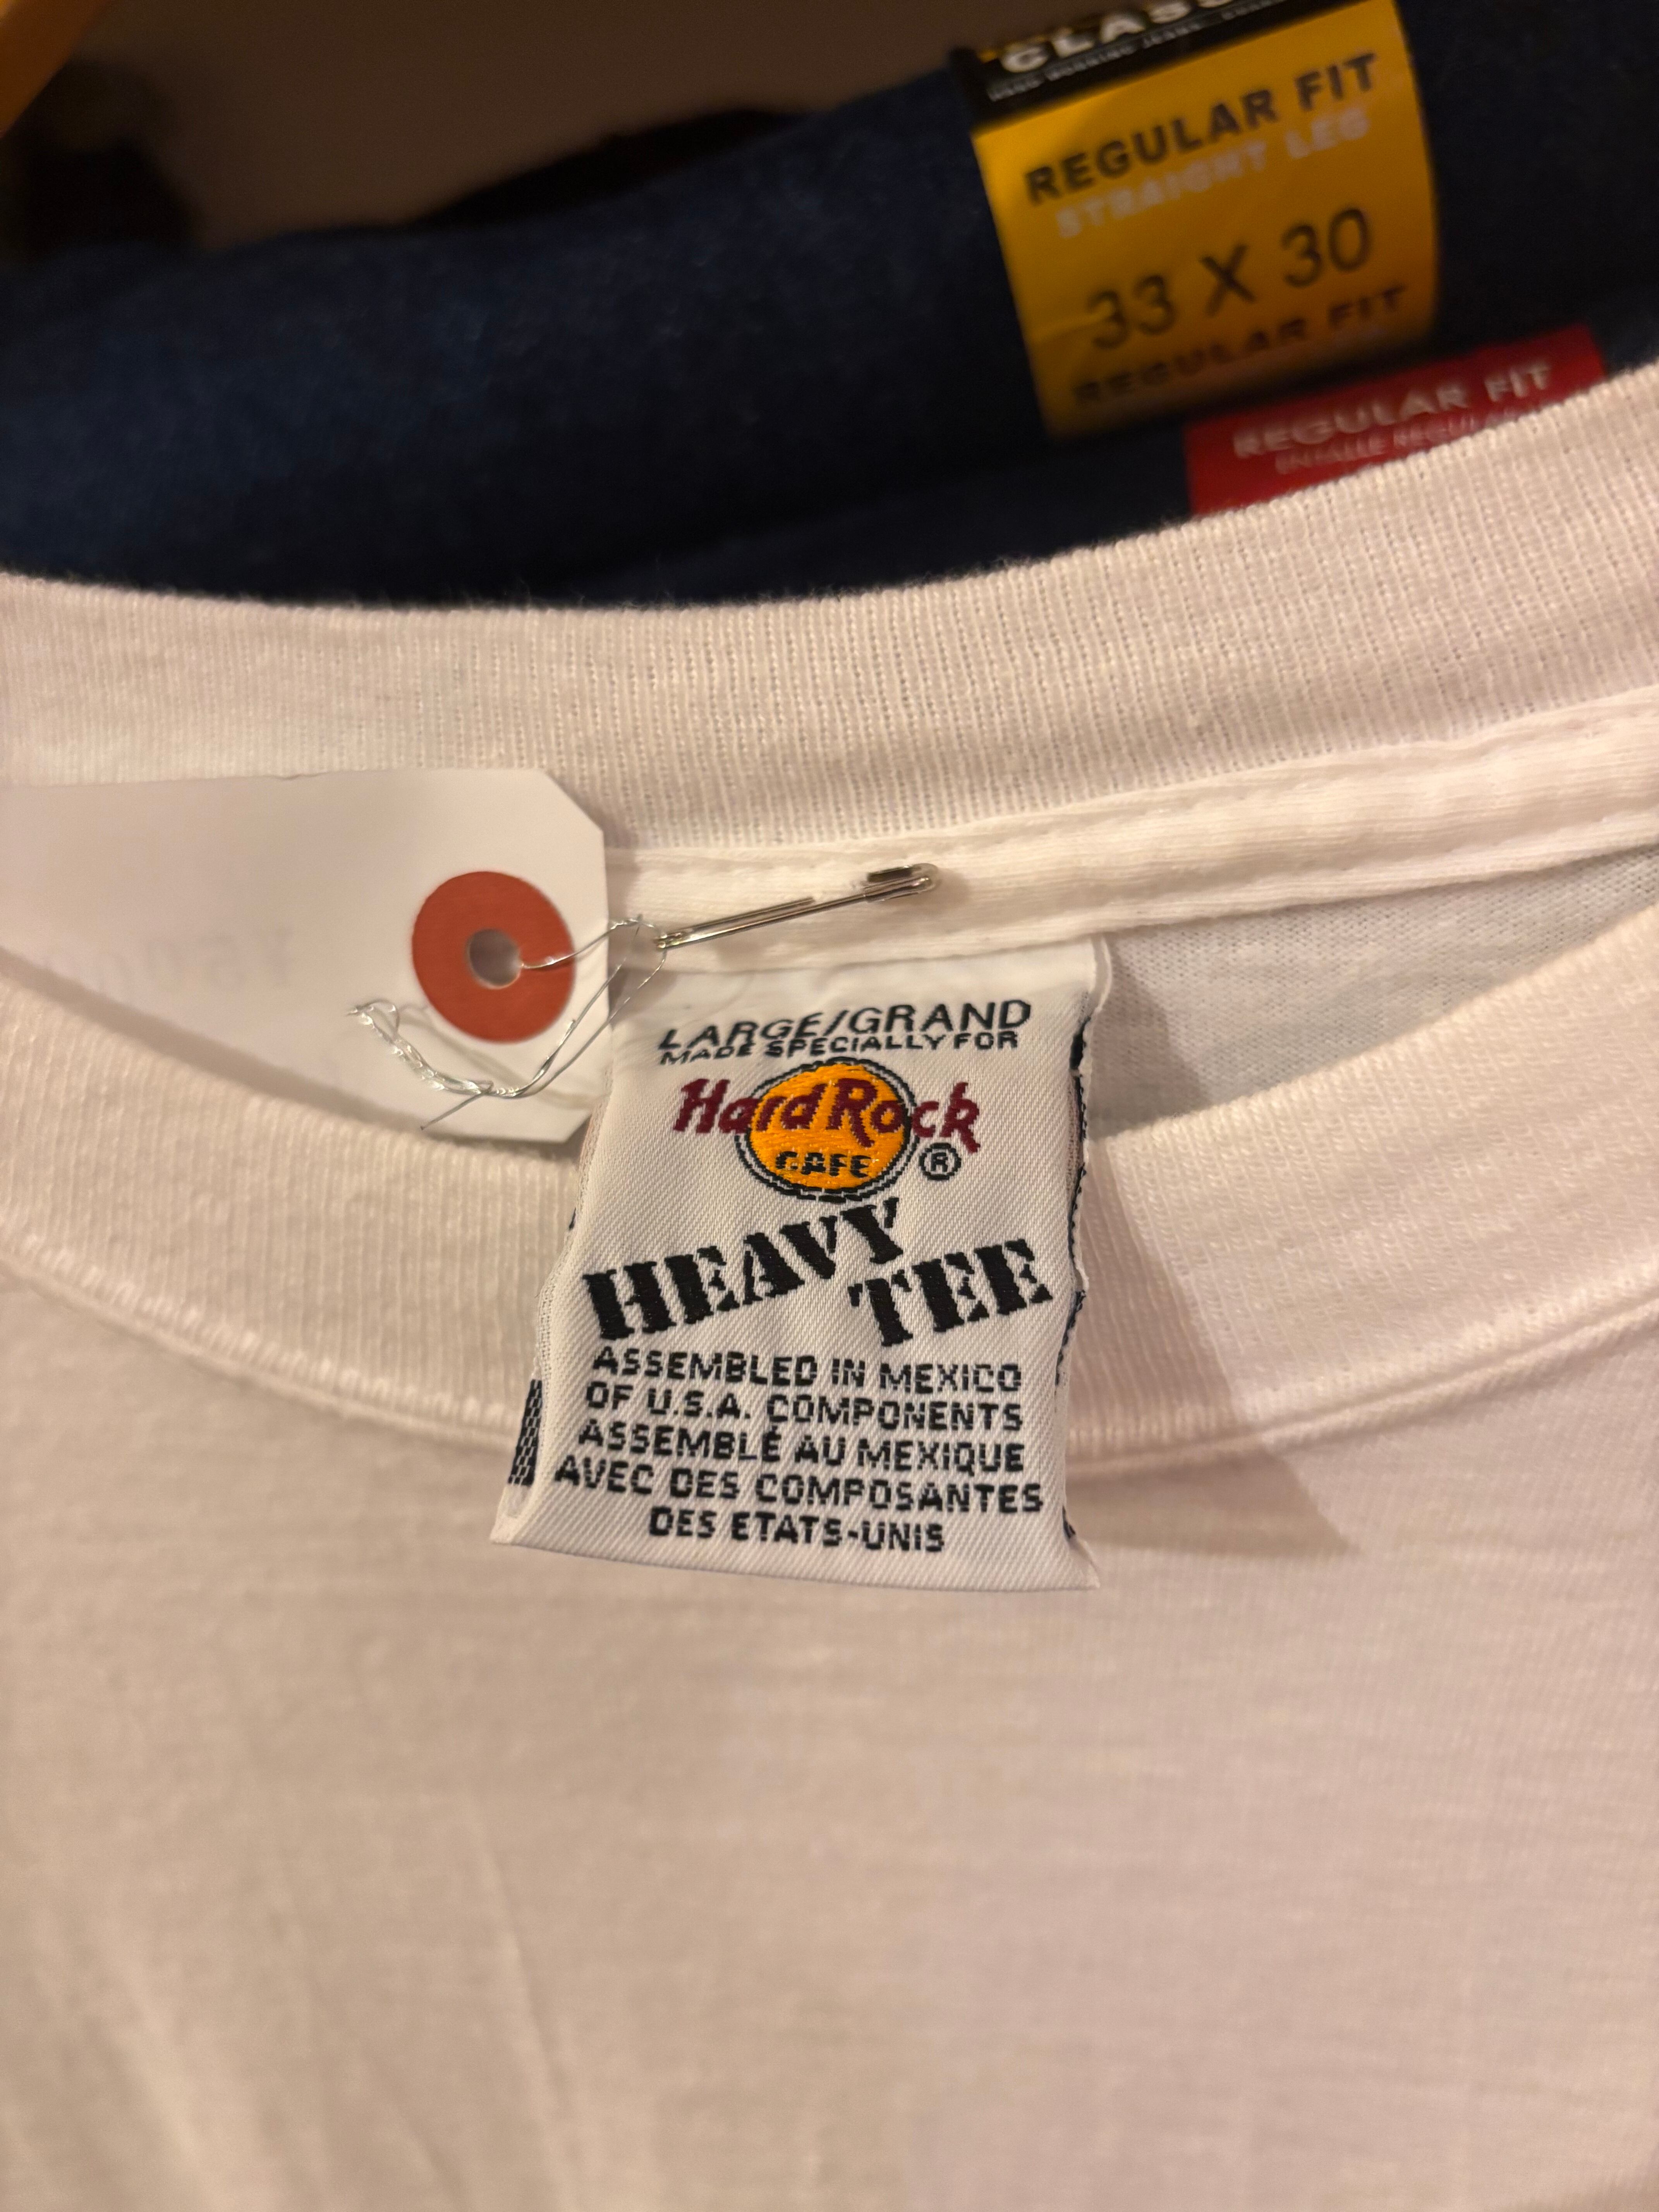 CLASS
REGULAR FIT
STRAIGHT LEG
33 X 30
REGULAR FIT
REGULAR FIT
LARGE/GRAND
MADE SPECIALLY FOR
Hard Rock
CAFE ®
HEAVY
TEE
ASSEMBLED IN MEXICO
OF U.S.A. COMPONENTS
ASSEMBLÉ AU MEXIQUE
AVEC DES COMPOSANTES
DES ETATS-UNIS